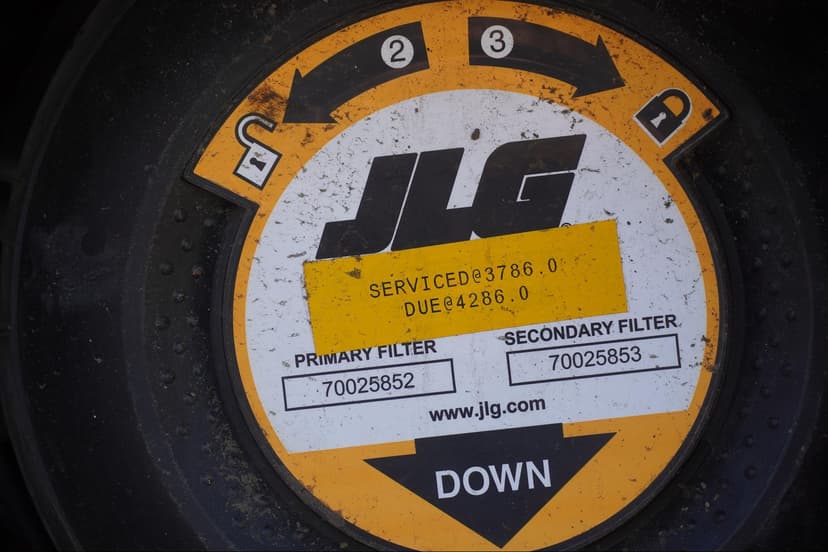 2
3
JLG
®
SERVICED@3786.0
DUE@4286.0
PRIMARY FILTER
70025852
SECONDARY FILTER
70025853
www.jlg.com
DOWN